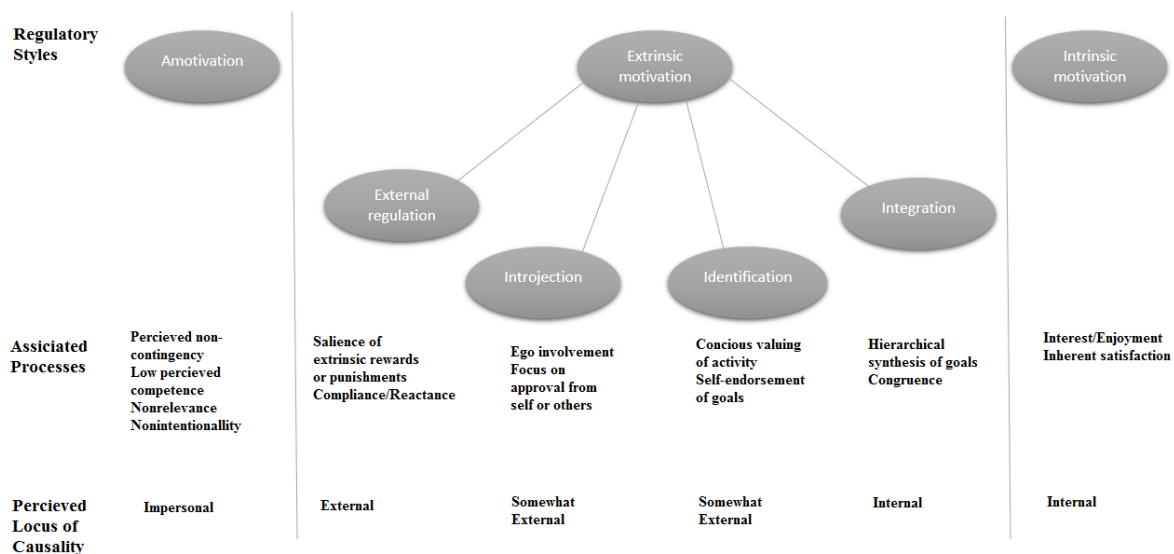 Regulatory
Styles
Amotivation
Extrinsic
motivation
Intrinsic
motivation
External
regulation
Integration
Introjection
Identification
Assiciated
Processes
Percieved non-
contingency
Low percieved
competence
Nonrelevance
Nonintentionallity
Salience of
extrinsic rewards
or punishments
Compliance/Reactance
Ego involvement
Focus on
approval from
self or others
Concious valuing
of activity
Self-endorsement
of goals
Hierarchical
synthesis of goals
Congruence
Interest/Enjoyment
Inherent satisfaction
Percieved
Locus of
Causality
Impersonal
External
Somewhat
External
Somewhat
External
Internal
Internal